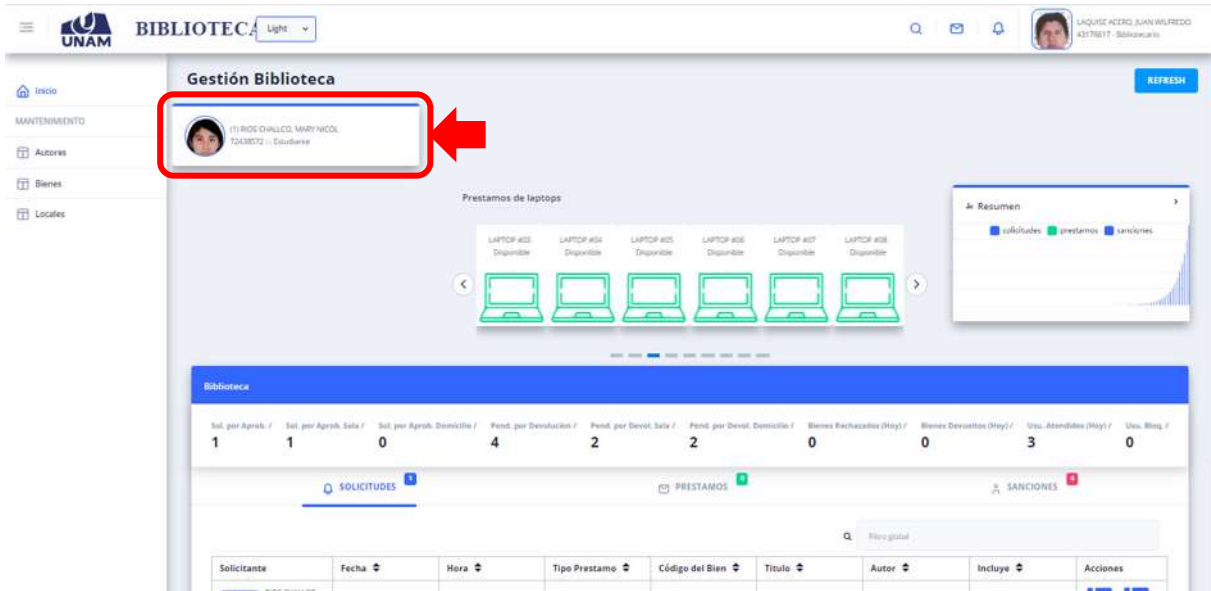 UNAM
BIBLIOTECA
Light
LAQUISE ACERO, JUAN WILFREDO
43176617 - Bibliotecario
Inicio
MANTENIMIENTO
Autores
Bienes
Locales
Gestión Biblioteca
REFRESH
(1) RIOS CHALLCO, MARY NICOL
72438572 :: Estudiante
Prestamos de laptops
LAPTOP #03 LAPTOP #04 LAPTOP #05 LAPTOP #06 LAPTOP #07 LAPTOP #08
Disponible Disponible Disponible Disponible Disponible Disponible
Resumen
solicitudes prestamos sanciones
Biblioteca
Sol. por Aprob. / Sol. por Aprob. Sala / Sol. por Aprob. Domicilio / Pend. por Devolucion / Pend. por Devol. Sala / Pend. por Devol. Domicilio / Bienes Rechazados (Hoy) / Bienes Devueltos (Hoy) / Usu. Atendidos (Hoy) / Usu. Bloq. /
1 1 0 4 2 2 0 0 3 0
SOLICITUDES 1 PRESTAMOS SANCIONES
Filtro global
Solicitante Fecha Hora Tipo Prestamo Código del Bien Titulo Autor Incluye Acciones